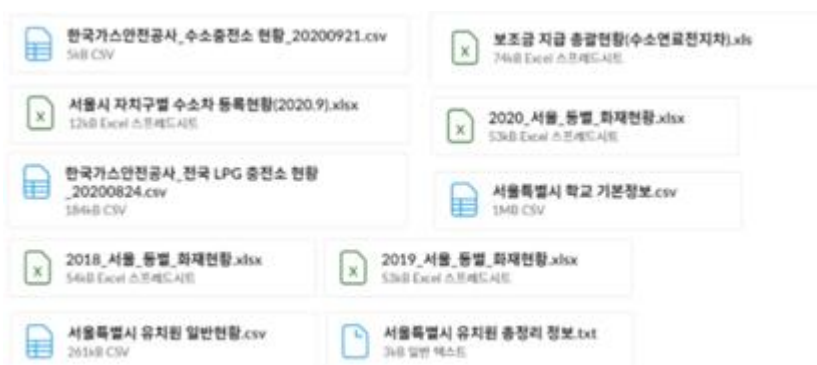 한국가스안전공사_수소충전소 현황_20200921.csv
5kB CSV
보조금 지급 총괄현황(수소연료전지차).xls
74kB Excel 스프레드시트
서울시 자치구별 수소차 등록현황(2020.9).xlsx
12kB Excel 스프레드시트
2020_서울_동별_화재현황.xlsx
53kB Excel 스프레드시트
한국가스안전공사_전국 LPG 충전소 현황
_20200824.csv
184kB CSV
서울특별시 학교 기본정보.csv
1MB CSV
2018_서울_동별_화재현황.xlsx
54kB Excel 스프레드시트
2019_서울_동별_화재현황.xlsx
53kB Excel 스프레드시트
서울특별시 유치원 일반현황.csv
261kB CSV
서울특별시 유치원 총정리 정보.txt
3kB 일반 텍스트